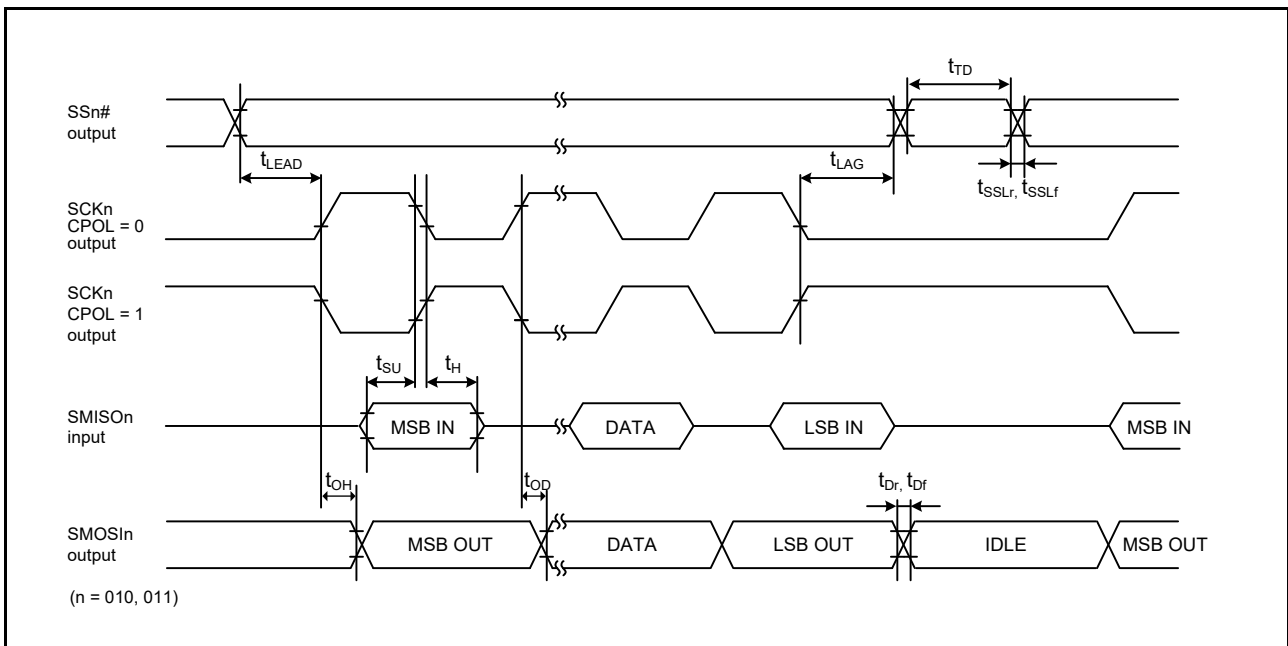 tTD
SSn#
output
tLEAD
tLAG
tSSLr, tSSLf
SCKn
CPOL = 0
output
SCKn
CPOL = 1
output
tSU
tH
SMISOn
input
MSB IN
DATA
LSB IN
MSB IN
tOH
tOD
tDr, tDf
SMOSIn
output
MSB OUT
DATA
LSB OUT
IDLE
MSB OUT
(n = 010, 011)